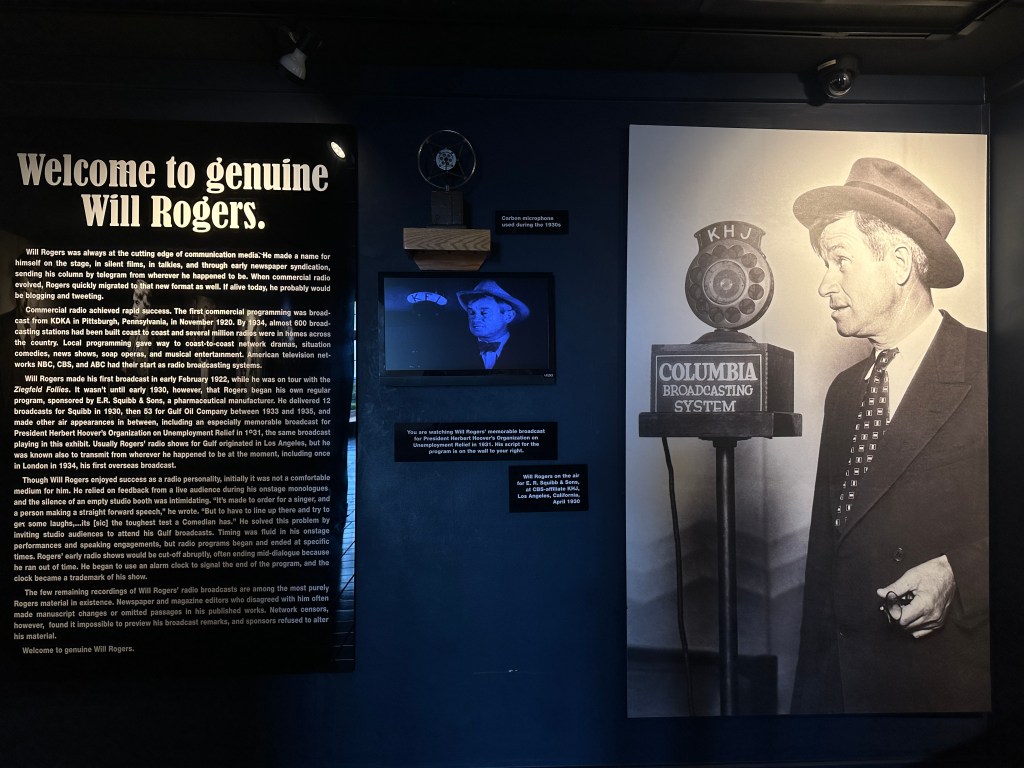 Welcome to genuine
Will Rogers.
Will Rogers was always at the cutting edge of communication media. He made a name for
himself on the stage, in silent films, in talkies, and through early newspaper syndication,
sending his column by telegram from wherever he happened to be. When commercial radio
evolved, Rogers quickly migrated to that new format as well. If alive today, he probably would
be blogging and tweeting.
Commercial radio achieved rapid success. The first commercial programming was broad-
cast from KDKA in Pittsburgh, Pennsylvania, in November 1920. By 1934, almost 600 broad-
casting stations had been built coast to coast and several million radios were in homes across
the country. Local programming gave way to coast-to-coast network dramas, situation
comedies, news shows, soap operas, and musical entertainment. American television net-
works NBC, CBS, and ABC had their start as radio broadcasting systems.
Will Rogers made his first broadcast in early February 1922, while he was on tour with the
Ziegfeld Follies. It wasn't until early 1930, however, that Rogers began his own regular
program, sponsored by E.R. Squibb & Sons, a pharmaceutical manufacturer. He delivered 12
broadcasts for Squibb in 1930, then 53 for Gulf Oil Company between 1933 and 1935, and
made other air appearances in between, including an especially memorable broadcast for
President Herbert Hoover's Organization on Unemployment Relief in 1931, the same broadcast
playing in this exhibit. Usually Rogers' radio shows for Gulf originated in Los Angeles, but he
was known also to transmit from wherever he happened to be at the moment, including once
in London in 1934, his first overseas broadcast.
Though Will Rogers enjoyed success as a radio personality, initially it was not a comfortable
medium for him. He relied on feedback from a live audience during his onstage monologues
and the silence of an empty studio booth was intimidating. "It's made to order for a singer, and
a person making a straight forward speech," he wrote. "But to have to line up there and try to
get some laughs,...its [sic] the toughest test a Comedian has." He solved this problem by
inviting studio audiences to attend his Gulf broadcasts. Timing was fluid in his onstage
performances and speaking engagements, but radio programs began and ended at specific
times. Rogers' early radio shows would be cut-off abruptly, often ending mid-dialogue because
he ran out of time. He began to use an alarm clock to signal the end of the program, and the
clock became a trademark of his show.
The few remaining recordings of Will Rogers' radio broadcasts are among the most purely
Rogers material in existence. Newspaper and magazine editors who disagreed with him often
made manuscript changes or omitted passages in his published works. Network censors,
however, found it impossible to preview his broadcast remarks, and sponsors refused to alter
his material.
Welcome to genuine Will Rogers.
Carbon microphone
used during the 1930s
You are watching Will Rogers' memorable broadcast
for President Herbert Hoover's Organization on
Unemployment Relief in 1931. His script for the
program is on the wall to your right.
Will Rogers on the air
for E. R. Squibb & Sons,
at CBS-affiliate KHJ,
Los Angeles, California,
April 1930
KHJ
COLUMBIA
BROADCASTING
SYSTEM